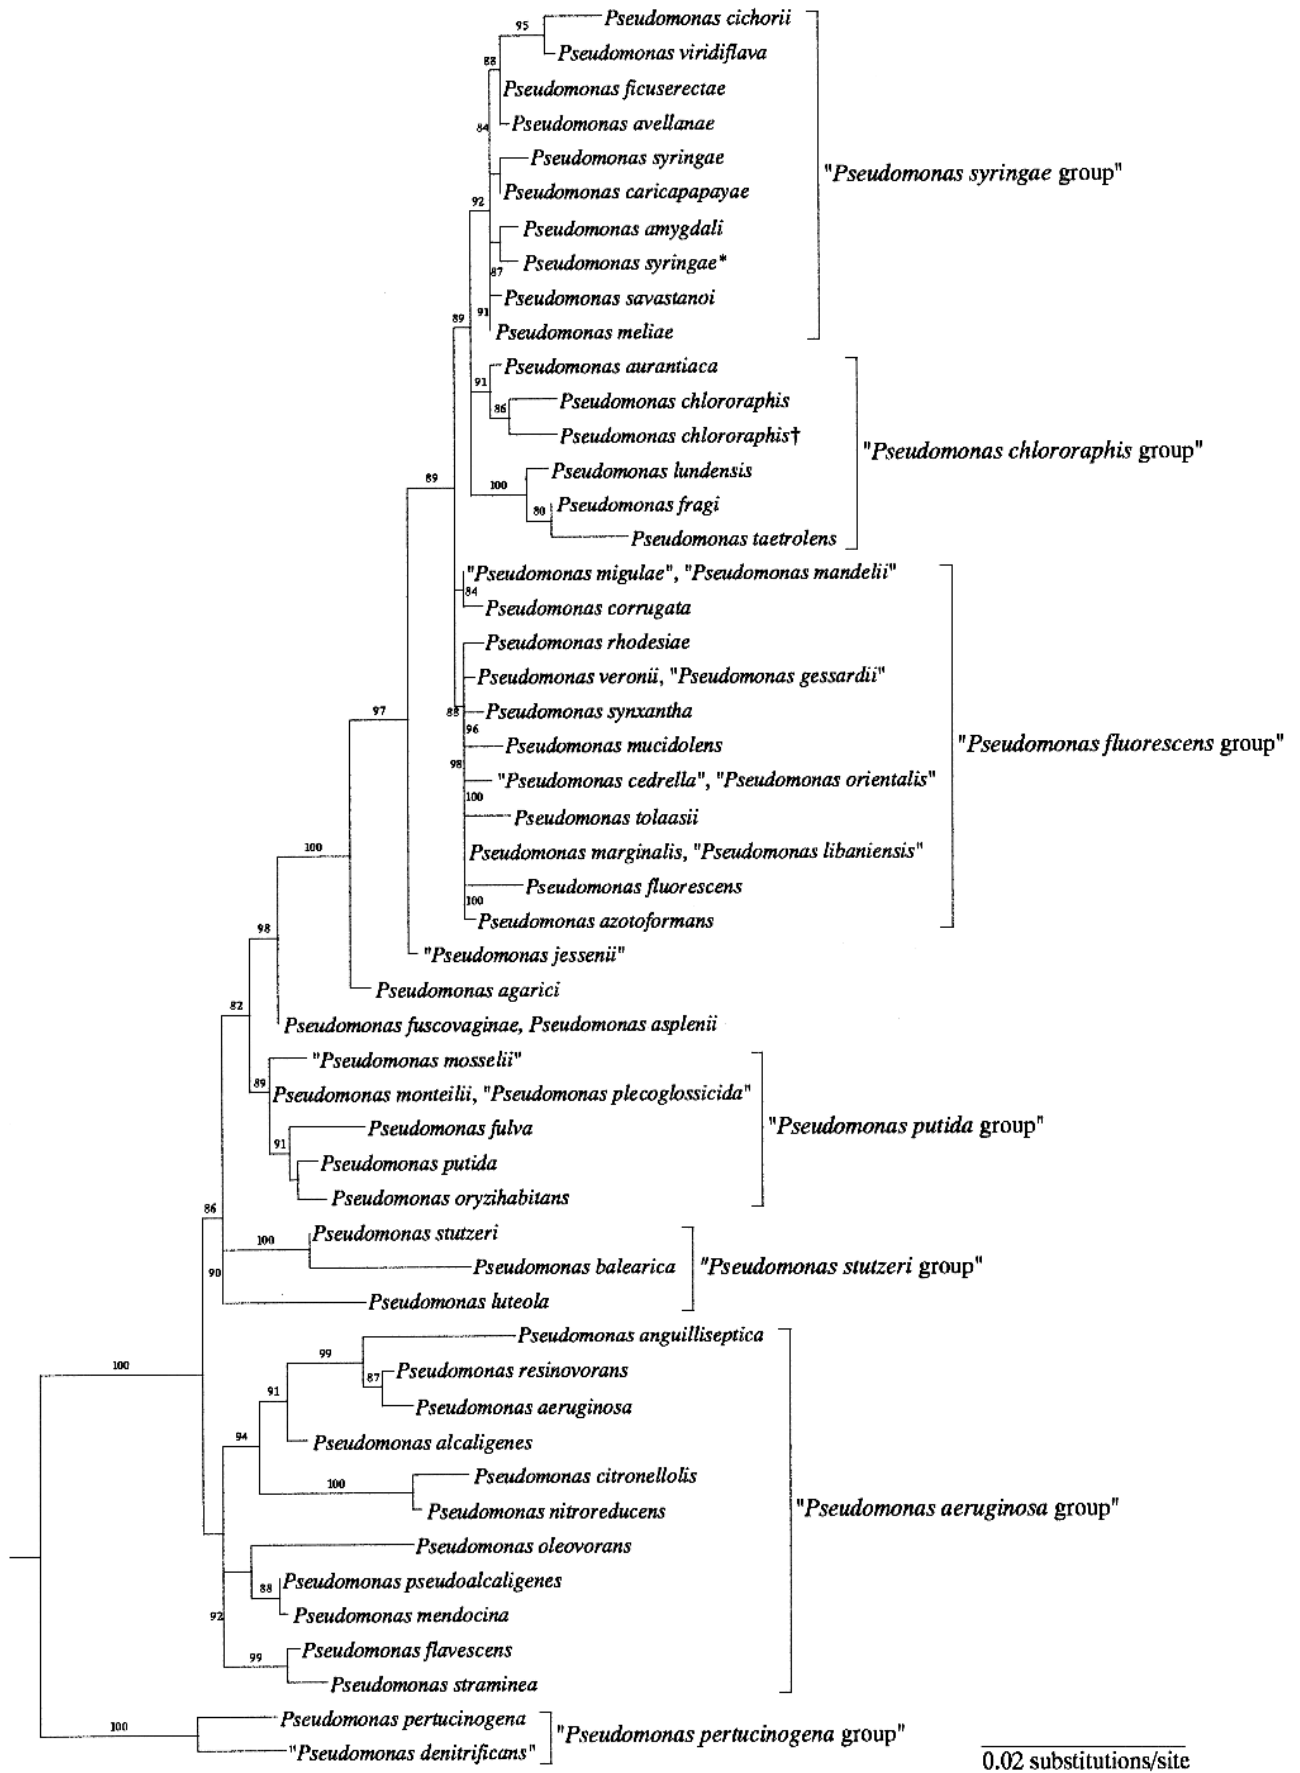 95
Pseudomonas cichorii
Pseudomonas viridiflava
88
Pseudomonas ficuserectae
Pseudomonas avellanae
84
Pseudomonas syringae
"Pseudomonas syringae group"
Pseudomonas caricapapayae
92
Pseudomonas amygdali
Pseudomonas syringae*
87
Pseudomonas savastanoi
91
Pseudomonas meliae
89
Pseudomonas aurantiaca
91
Pseudomonas chlororaphis
86
Pseudomonas chlororaphis†
"Pseudomonas chlororaphis group"
Pseudomonas lundensis
89
100
Pseudomonas fragi
80
Pseudomonas taetrolens
"Pseudomonas migulae", "Pseudomonas mandelii"
84
Pseudomonas corrugata
Pseudomonas rhodesiae
Pseudomonas veronii, "Pseudomonas gessardii"
97
88
Pseudomonas synxantha
96
Pseudomonas mucidolens
"Pseudomonas fluorescens group"
98
"Pseudomonas cedrella", "Pseudomonas orientalis"
100
Pseudomonas tolaasii
100
Pseudomonas marginalis, "Pseudomonas libaniensis"
Pseudomonas fluorescens
100
Pseudomonas azotoformans
98
"Pseudomonas jessenii"
Pseudomonas agarici
82
Pseudomonas fuscovaginae, Pseudomonas asplenii
"Pseudomonas mosselii"
89
Pseudomonas monteilii, "Pseudomonas plecoglossicida"
Pseudomonas fulva
"Pseudomonas putida group"
91
Pseudomonas putida
Pseudomonas oryzihabitans
86
Pseudomonas stutzeri
100
Pseudomonas balearica
"Pseudomonas stutzeri group"
90
Pseudomonas luteola
Pseudomonas anguilliseptica
99
100
Pseudomonas resinovorans
87
91
Pseudomonas aeruginosa
94
Pseudomonas alcaligenes
Pseudomonas citronellolis
100
Pseudomonas nitroreducens
"Pseudomonas aeruginosa group"
Pseudomonas oleovorans
Pseudomonas pseudoalcaligenes
88
92
Pseudomonas mendocina
Pseudomonas flavescens
99
Pseudomonas straminea
Pseudomonas pertucinogena
100
"Pseudomonas pertucinogena group"
"Pseudomonas denitrificans"
0.02 substitutions/site